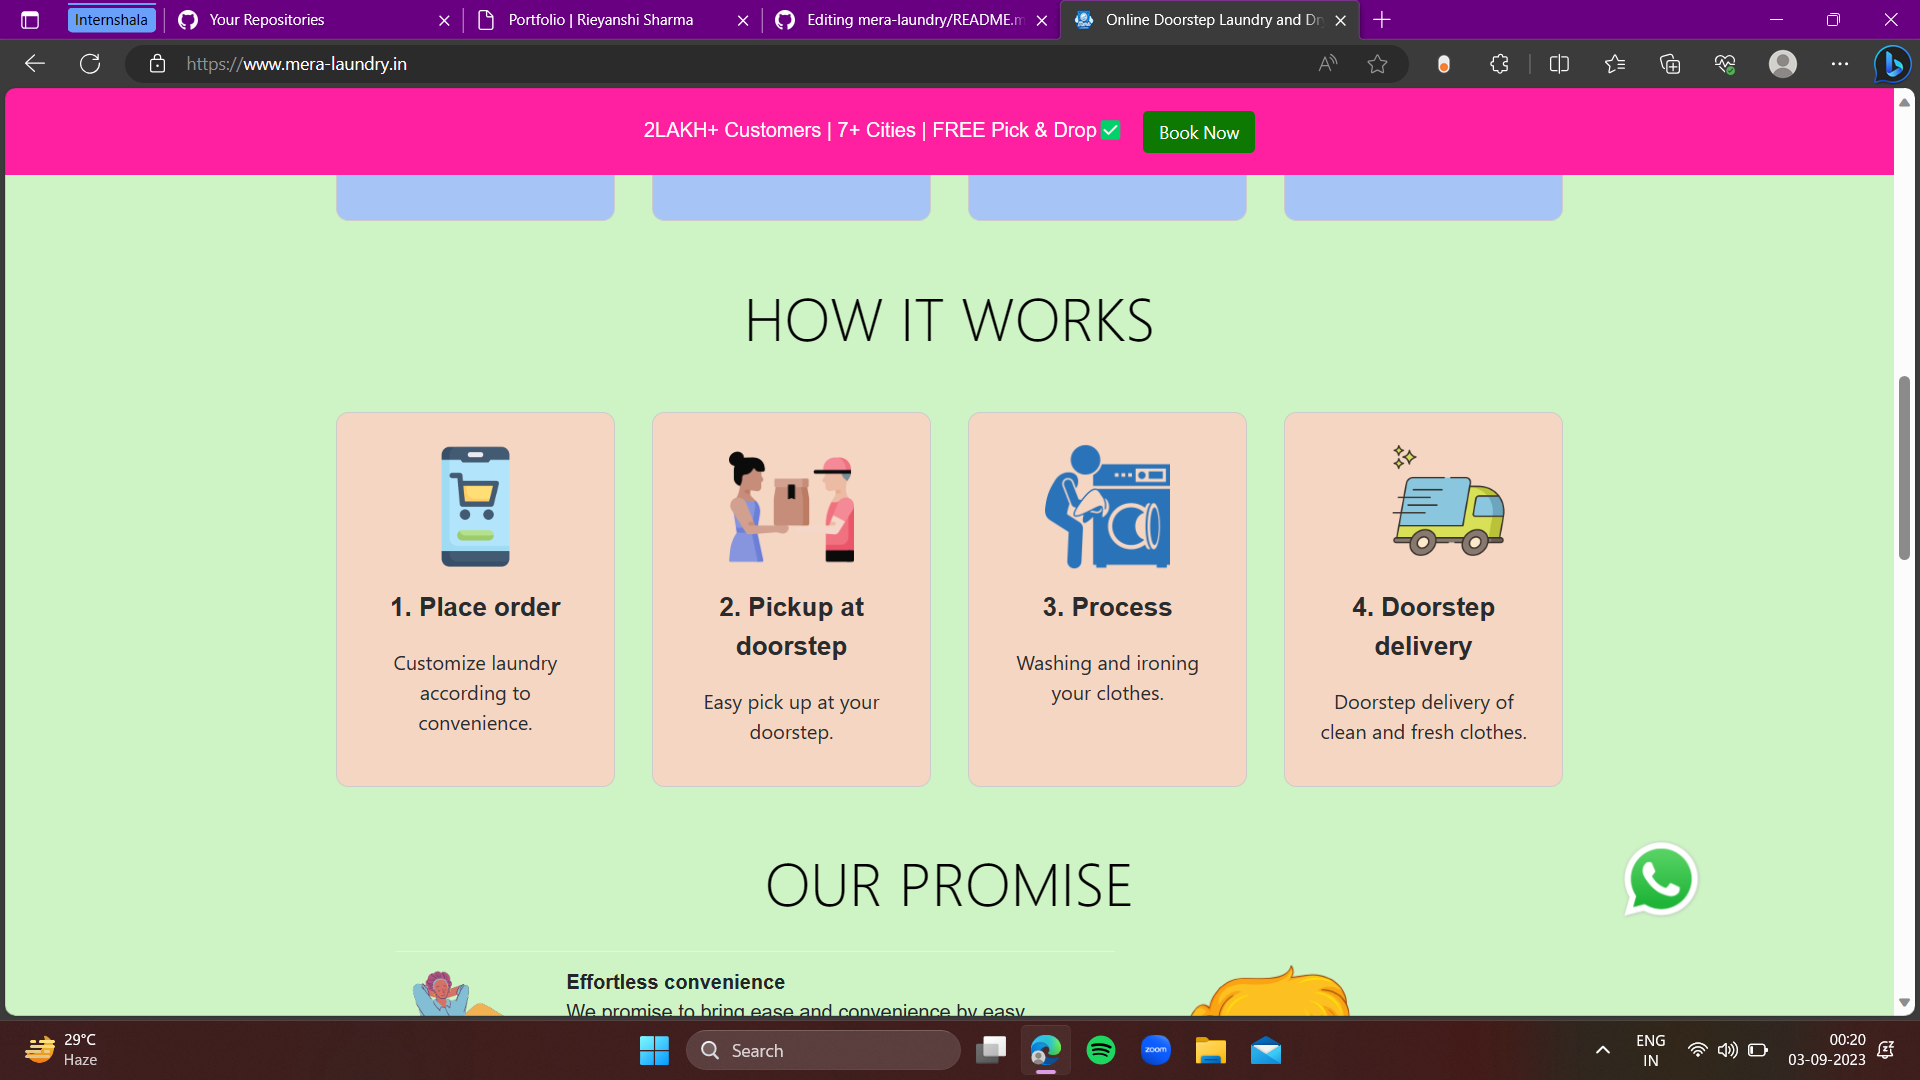 Internshala
Your Repositories
Portfolio | Rieyanshi Sharma
Editing mera-laundry/README.m
Online Doorstep Laundry and Dr
https://www.mera-laundry.in
2LAKH+ Customers | 7+ Cities | FREE Pick & Drop✅
Book Now
HOW IT WORKS
1. Place order
Customize laundry
according to
convenience.
2. Pickup at
doorstep
Easy pick up at your
doorstep.
3. Process
Washing and ironing
your clothes.
4. Doorstep
delivery
Doorstep delivery of
clean and fresh clothes.
OUR PROMISE
Effortless convenience
We promise to bring ease and convenience by easy
29°C
Haze
Search
zoom
ENG
IN
00:20
03-09-2023